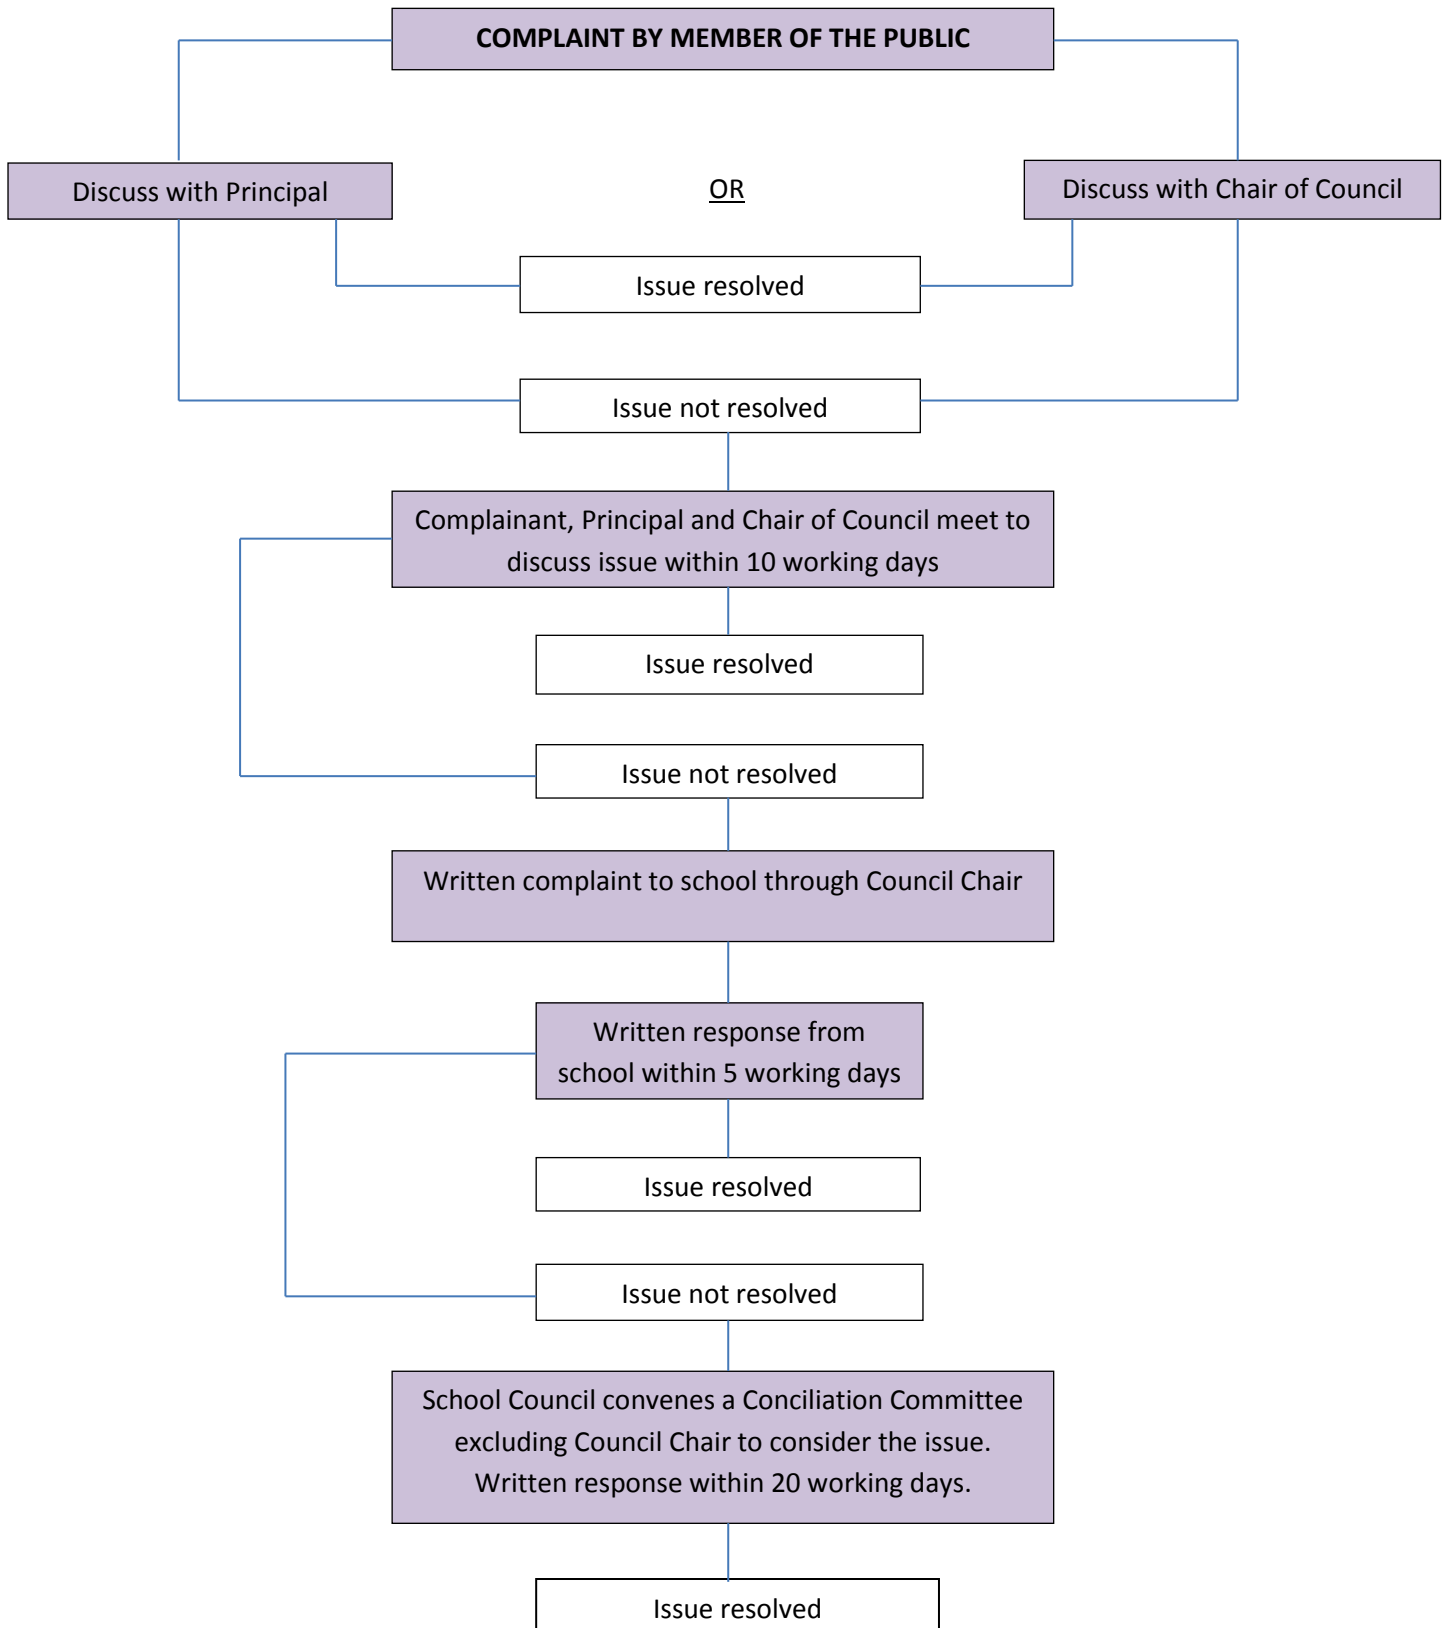 COMPLAINT BY MEMBER OF THE PUBLIC
Discuss with Principal
OR
Discuss with Chair of Council
Issue resolved
Issue not resolved
Complainant, Principal and Chair of Council meet to
discuss issue within 10 working days
Issue resolved
Issue not resolved
Written complaint to school through Council Chair
Written response from
school within 5 working days
Issue resolved
Issue not resolved
School Council convenes a Conciliation Committee
excluding Council Chair to consider the issue.
Written response within 20 working days.
Issue resolved